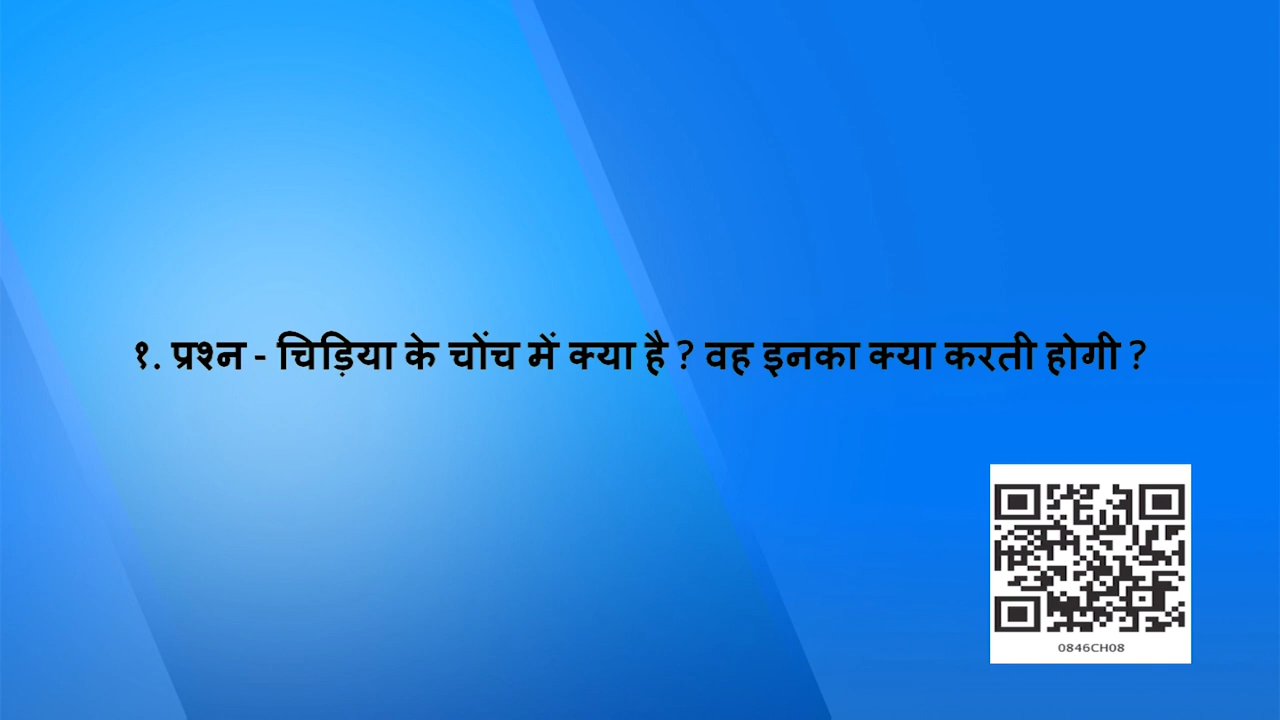 १. प्रश्न - चिड़िया के चोंच में क्या है ? वह इनका क्या करती होगी ?
0846CH08